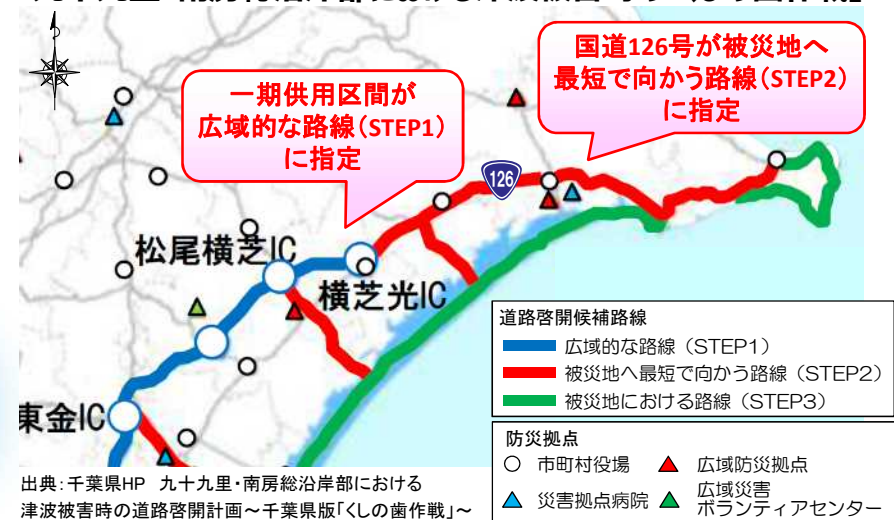 一期供用区間が
広域的な路線（STEP1）
に指定
国道126号が被災地へ
最短で向かう路線（STEP2）
に指定
126
松尾横芝IC
横芝光IC
東金IC
道路啓開候補路線
広域的な路線（STEP1）
被災地へ最短で向かう路線（STEP2）
被災地における路線（STEP3）
防災拠点
市町村役場
広域防災拠点
災害拠点病院
広域災害
ボランティアセンター
出典：千葉県HP 九十九里・南房総沿岸部における
津波被害時の道路啓開計画～千葉県版「くしの歯作戦」～